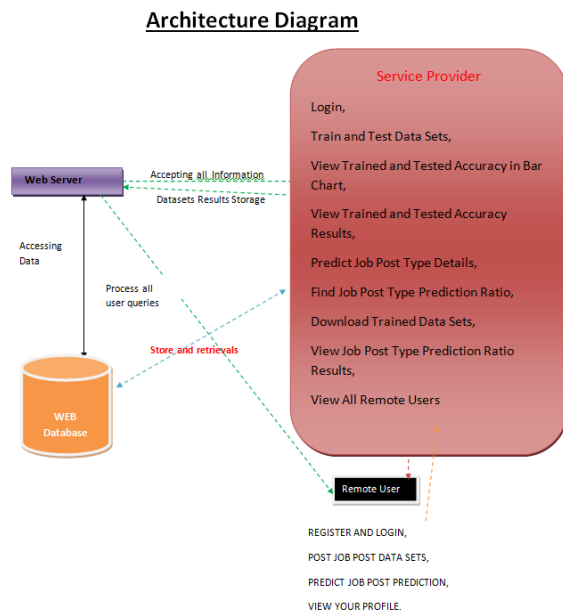 Architecture Diagram
Service Provider
Login,
Train and Test Data Sets,
View Trained and Tested Accuracy in Bar
Chart,
View Trained and Tested Accuracy
Results,
Predict Job Post Type Details,
Find Job Post Type Prediction Ratio,
Download Trained Data Sets,
View Job Post Type Prediction Ratio
Results,
View All Remote Users
Web Server
Accepting all Information
Datasets Results Storage
Accessing
Data
Process all
user queries
Store and retrievals
WEB
Database
Remote User
REGISTER AND LOGIN,
POST JOB POST DATA SETS,
PREDICT JOB POST PREDICTION,
VIEW YOUR PROFILE.